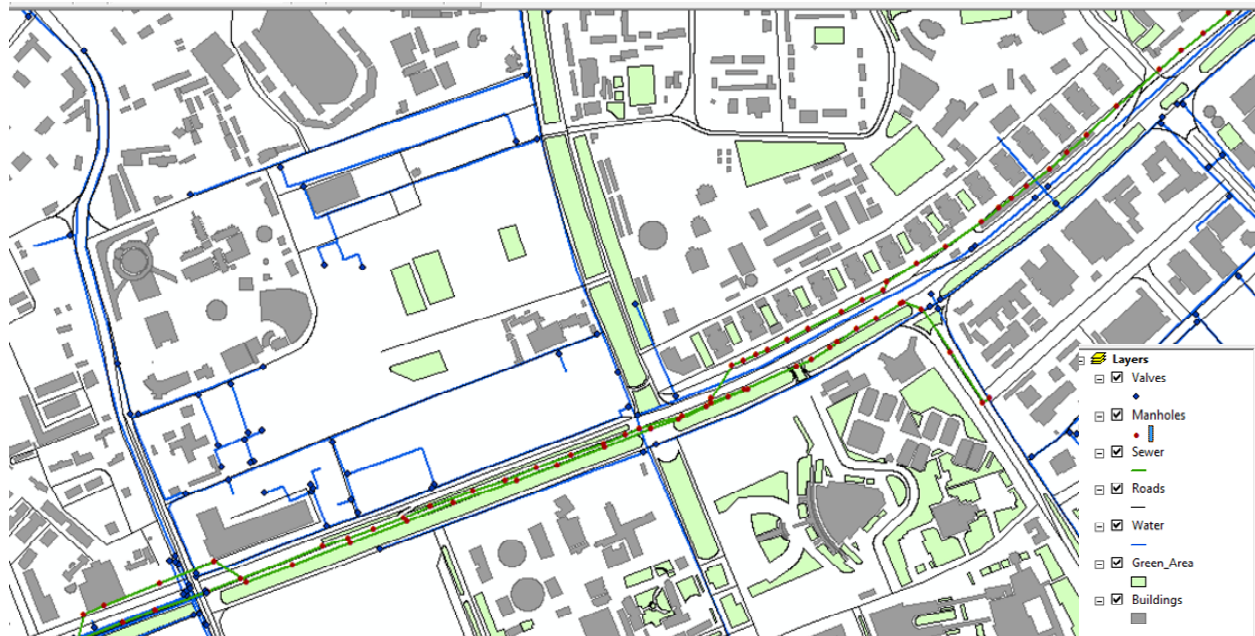 Layers
Valves
Manholes
Sewer
Roads
Water
Green_Area
Buildings